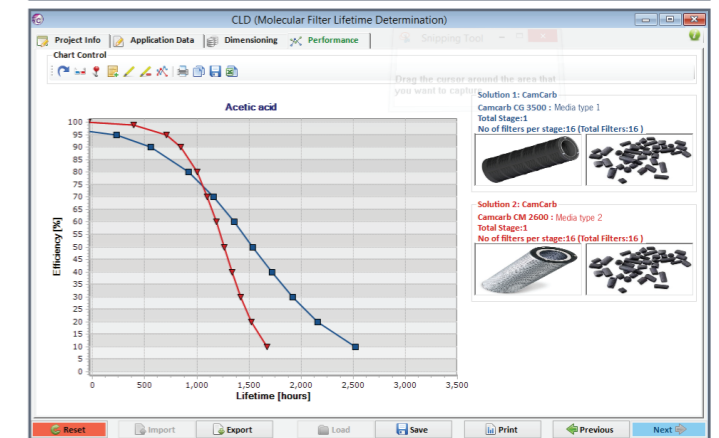 CLD (Molecular Filter Lifetime Determination)
Project Info Application Data Dimensioning Performance
Snipping Tool
Chart Control
Drag the cursor around the area that
you want to
Acetic acid
Solution 1: CamCarb
Camcarb CG 3500 : Media type 1
Total Stage:1
No of filters per stage:16 (Total Filters:16 )
Solution 2: CamCarb
Camcarb CM 2600 : Media type 2
Total Stage:1
No of filters per stage:16 (Total Filters:16 )
Efficiency [%]
100
95
90
85
80
75
70
65
60
55
50
45
40
35
30
25
20
15
10
5
0
0 500 1,000 1,500 2,000 2,500 3,000 3,500
Lifetime [hours]
Reset Import Export Load Save Print Previous Next